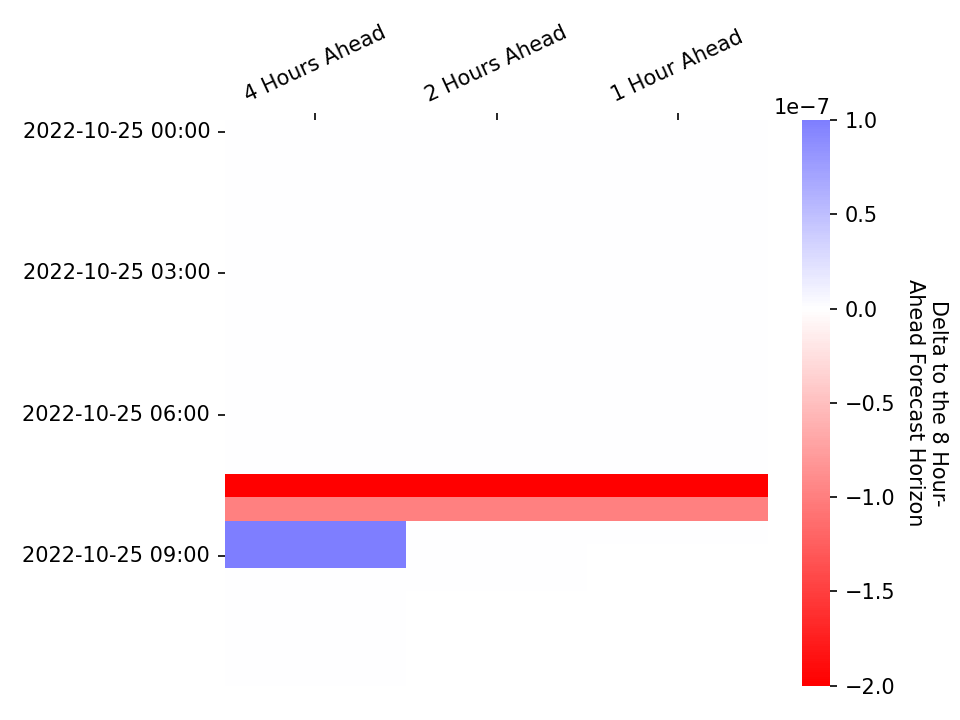 4 Hours Ahead
2 Hours Ahead
1 Hour Ahead
1e−7
2022-10-25 00:00
2022-10-25 03:00
2022-10-25 06:00
2022-10-25 09:00
1.0
0.5
0.0
−0.5
−1.0
−1.5
−2.0
Delta to the 8 Hour-
Ahead Forecast Horizon